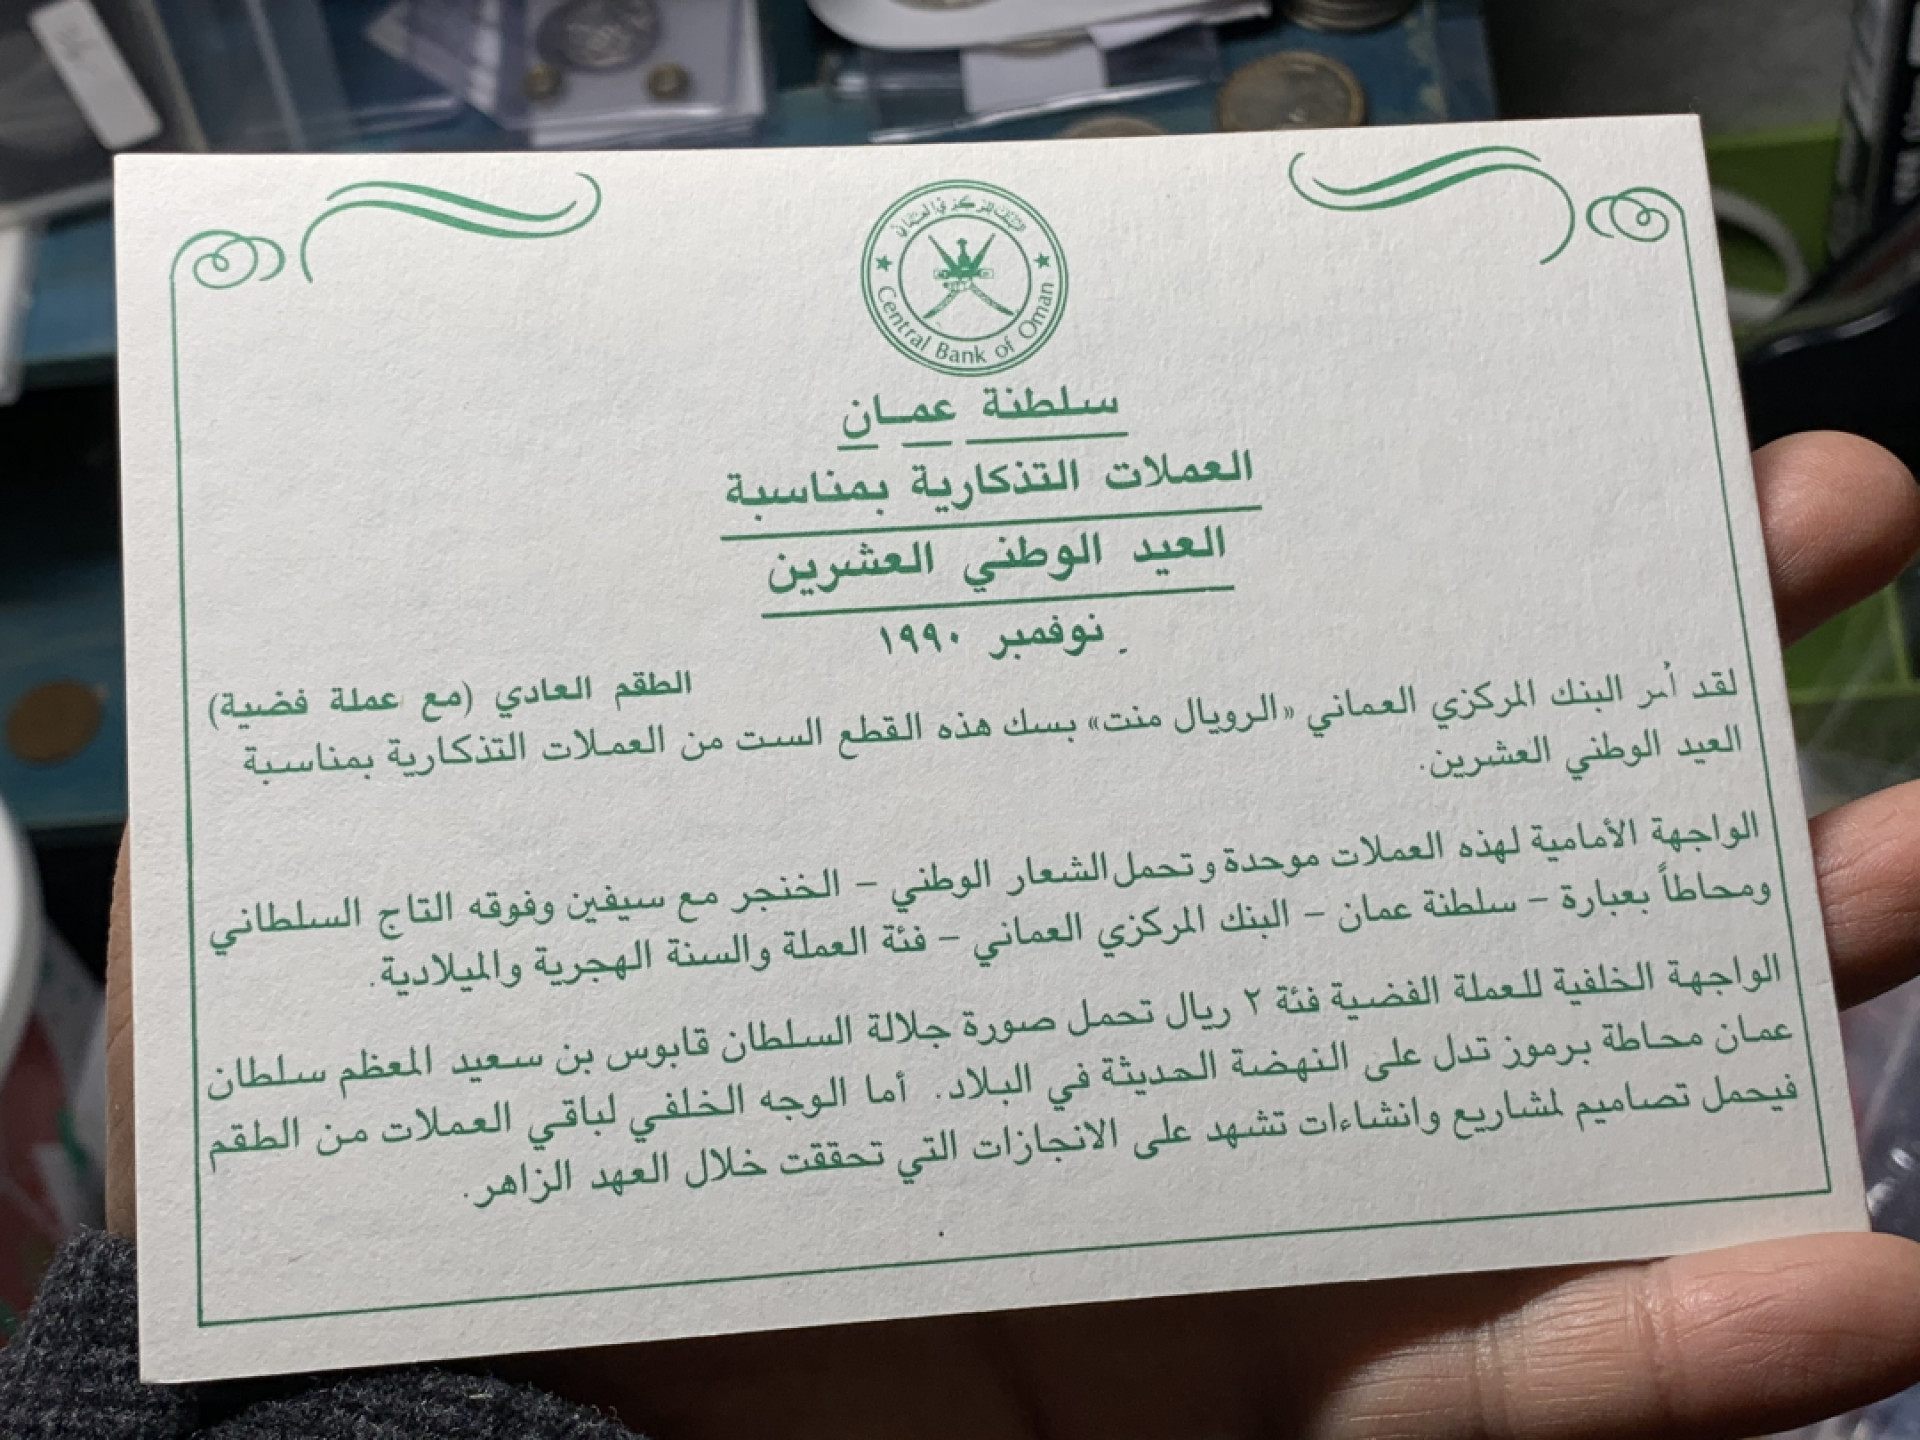 البنك المركزي العماني
Central Bank of Oman
سلطنة عمان
العملات التذكارية بمناسبة
العيد الوطني العشرين
نوفمبر ١٩٩٠
الطقم العادي (مع عملة فضية)
لقد أمر البنك المركزي العماني «الرويال منت» بسك هذه القطع الست من العملات التذكارية بمناسبة
العيد الوطني العشرين.
الواجهة الأمامية لهذه العملات موحدة وتحمل الشعار الوطني – الخنجر مع سيفين وفوقه التاج السلطاني
ومحاطاً بعبارة – سلطنة عمان – البنك المركزي العماني – فئة العملة والسنة الهجرية والميلادية.
الواجهة الخلفية للعملة الفضية فئة ٢ ريال تحمل صورة جلالة السلطان قابوس بن سعيد المعظم سلطان
عمان محاطة برموز تدل على النهضة الحديثة في البلاد. أما الوجه الخلفي لباقي العملات من الطقم
فيحمل تصاميم لمشاريع وانشاءات تشهد على الانجازات التي تحققت خلال العهد الزاهر.